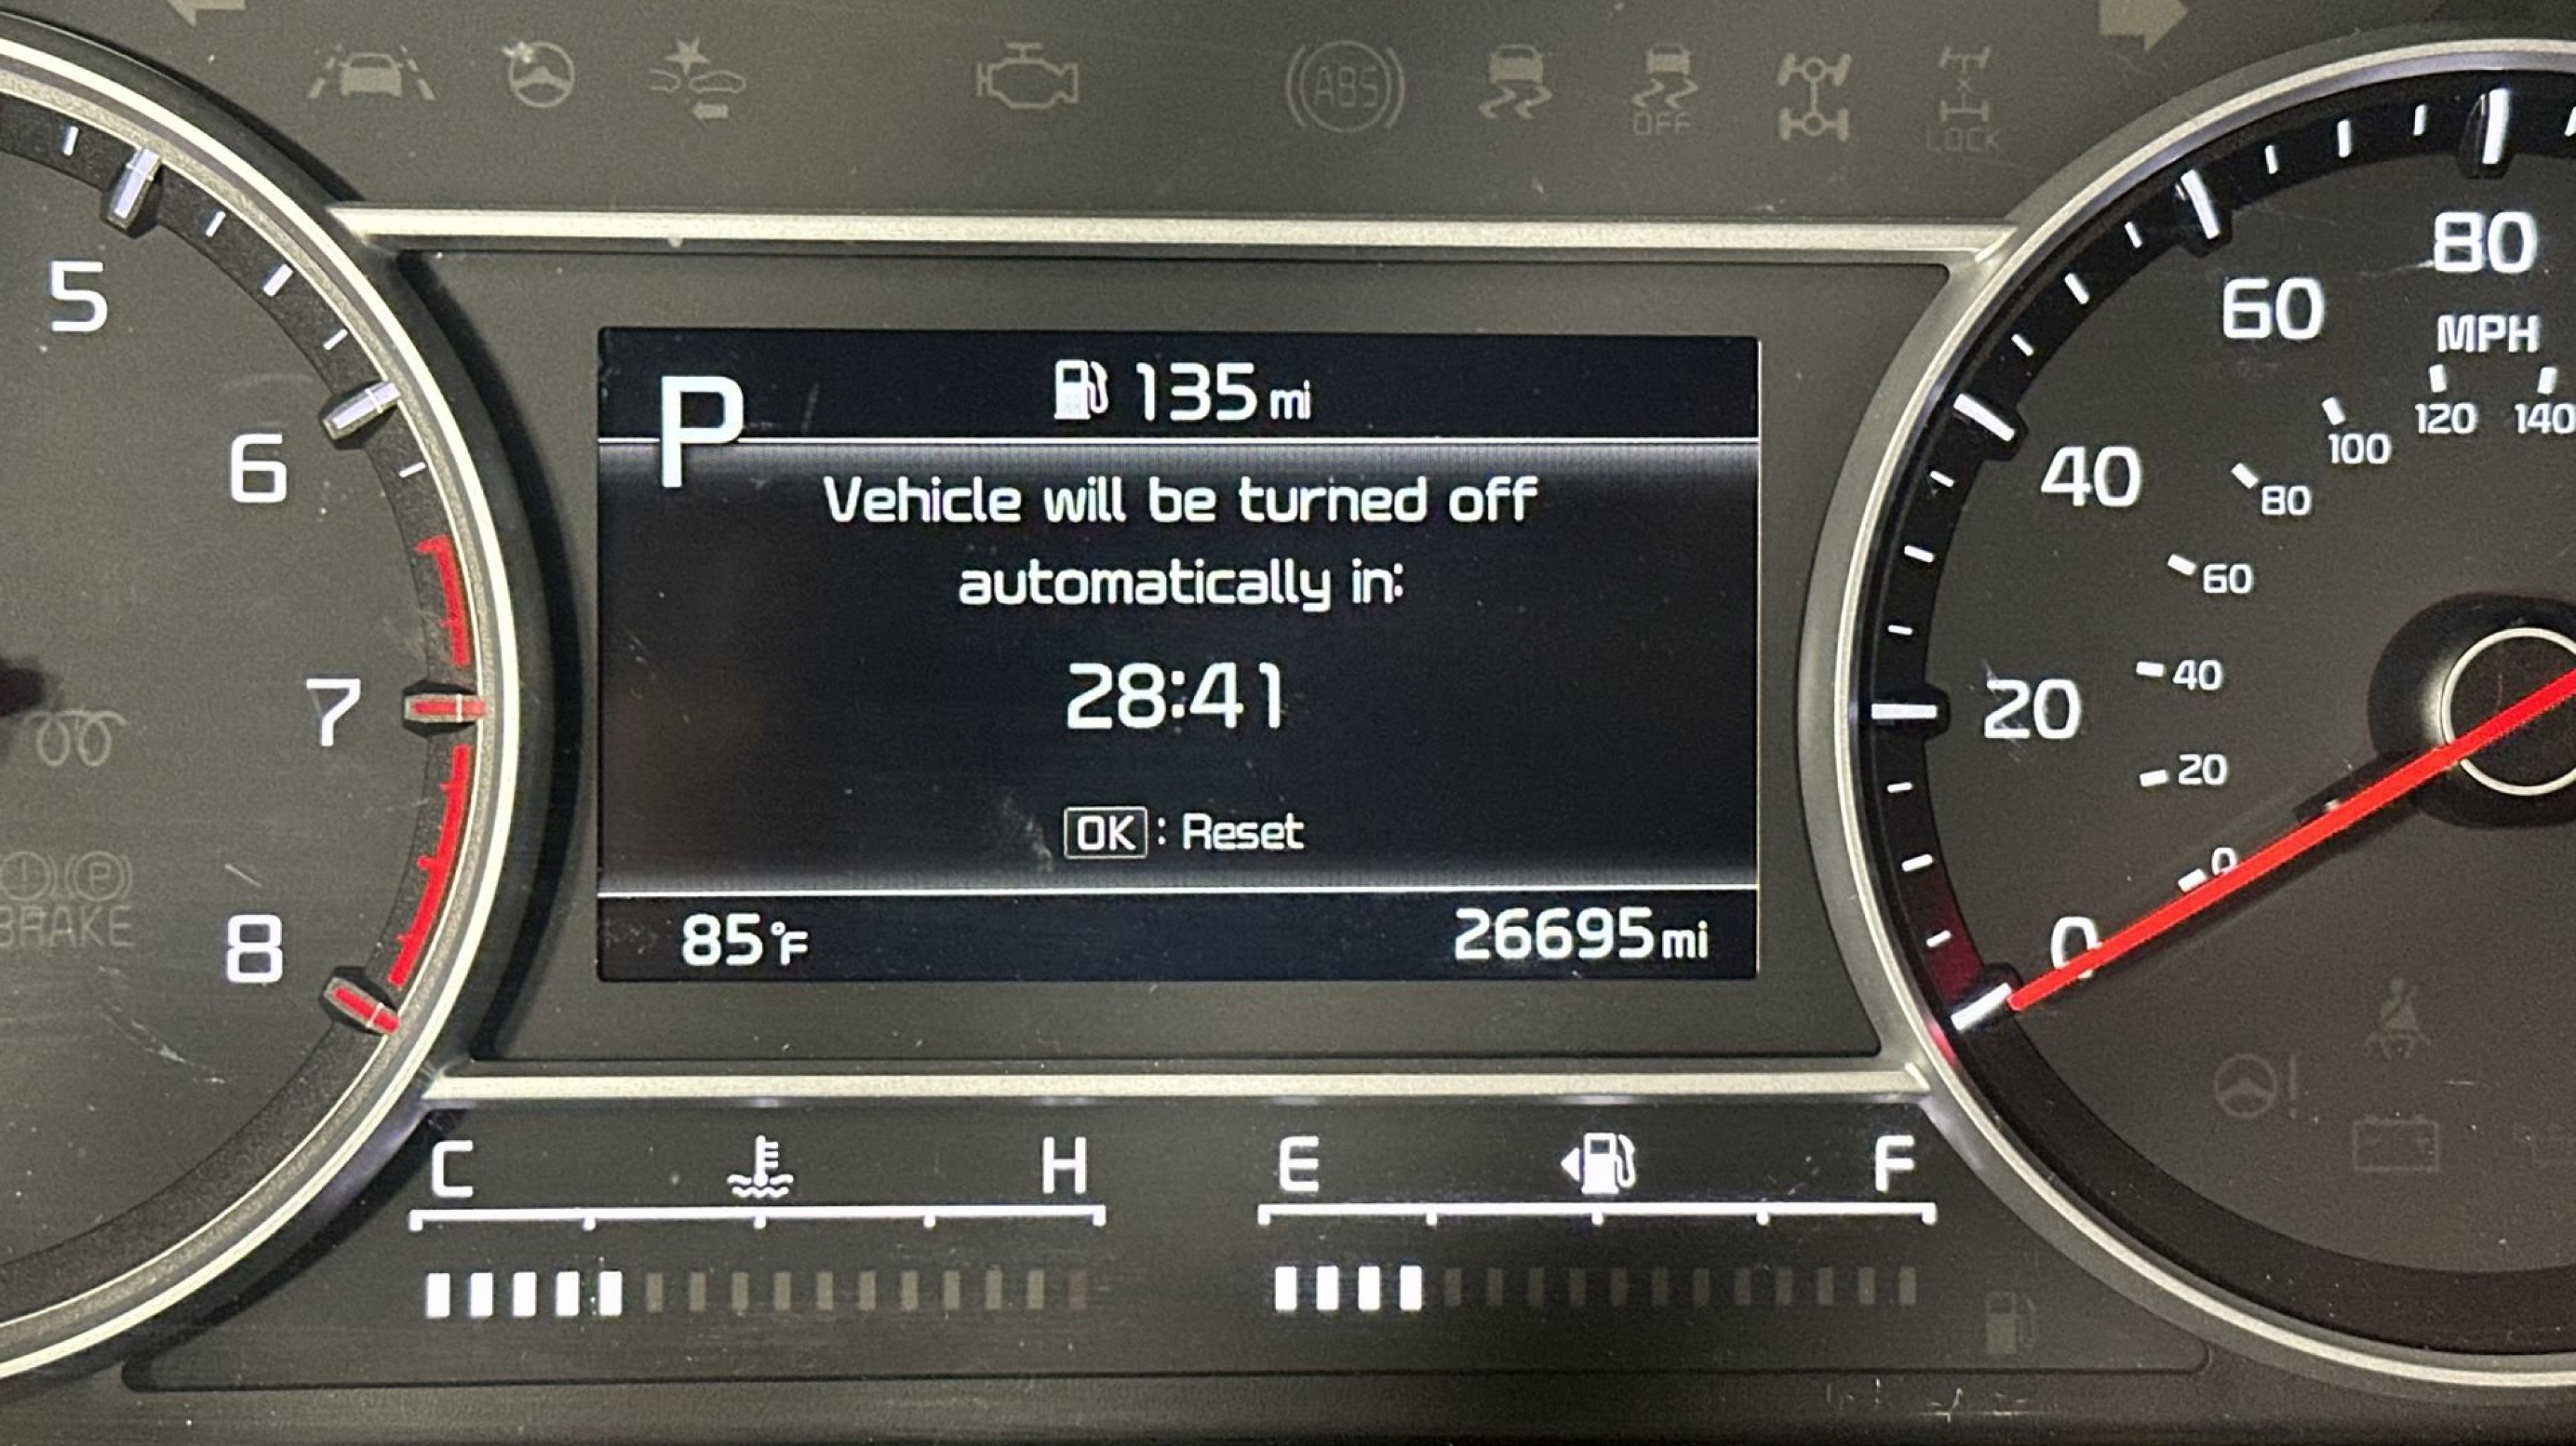 ABS
OFF
LOCK
5
6
7
8
BRAKE
P
135 mi
Vehicle will be turned off
automatically in:
28:41
OK : Reset
85°F
26695 mi
80
MPH
60
40
20
0
140
120
100
80
60
40
20
0
C H
E F